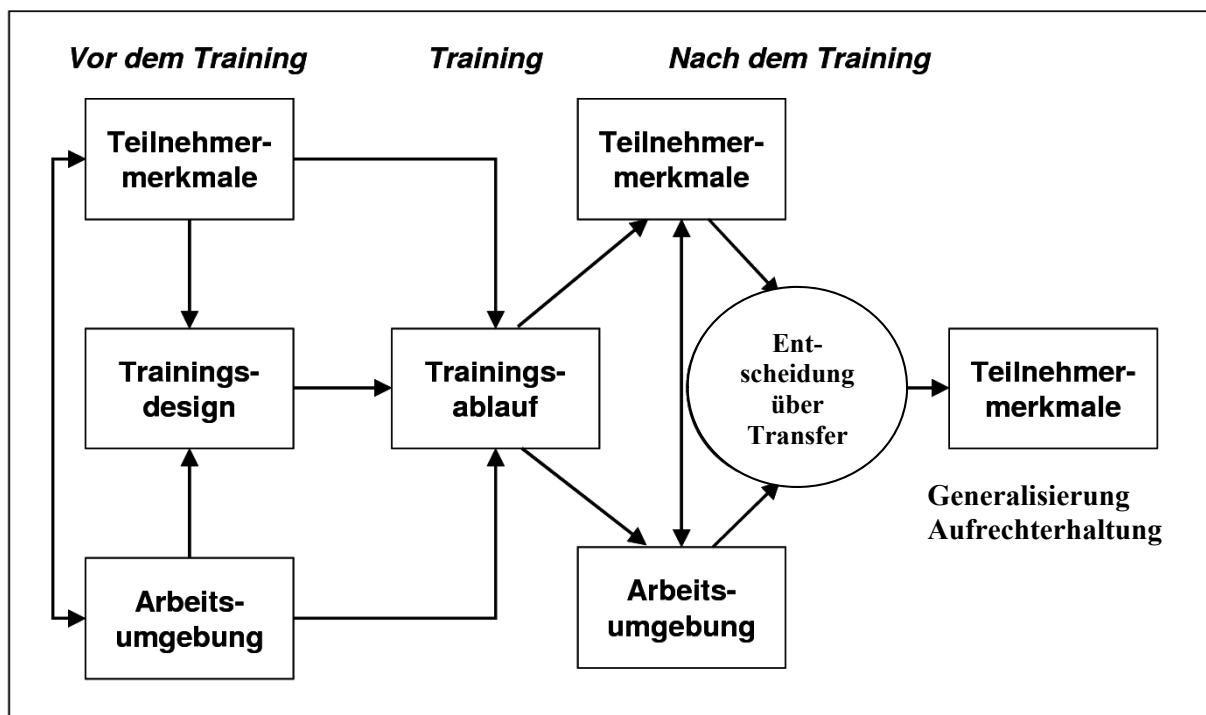 Vor dem Training
Training
Nach dem Training
Teilnehmer-
merkmale
Teilnehmer-
merkmale
Trainings-
design
Trainings-
ablauf
Ent-
scheidung
über
Transfer
Teilnehmer-
merkmale
Generalisierung
Aufrechterhaltung
Arbeits-
umgebung
Arbeits-
umgebung